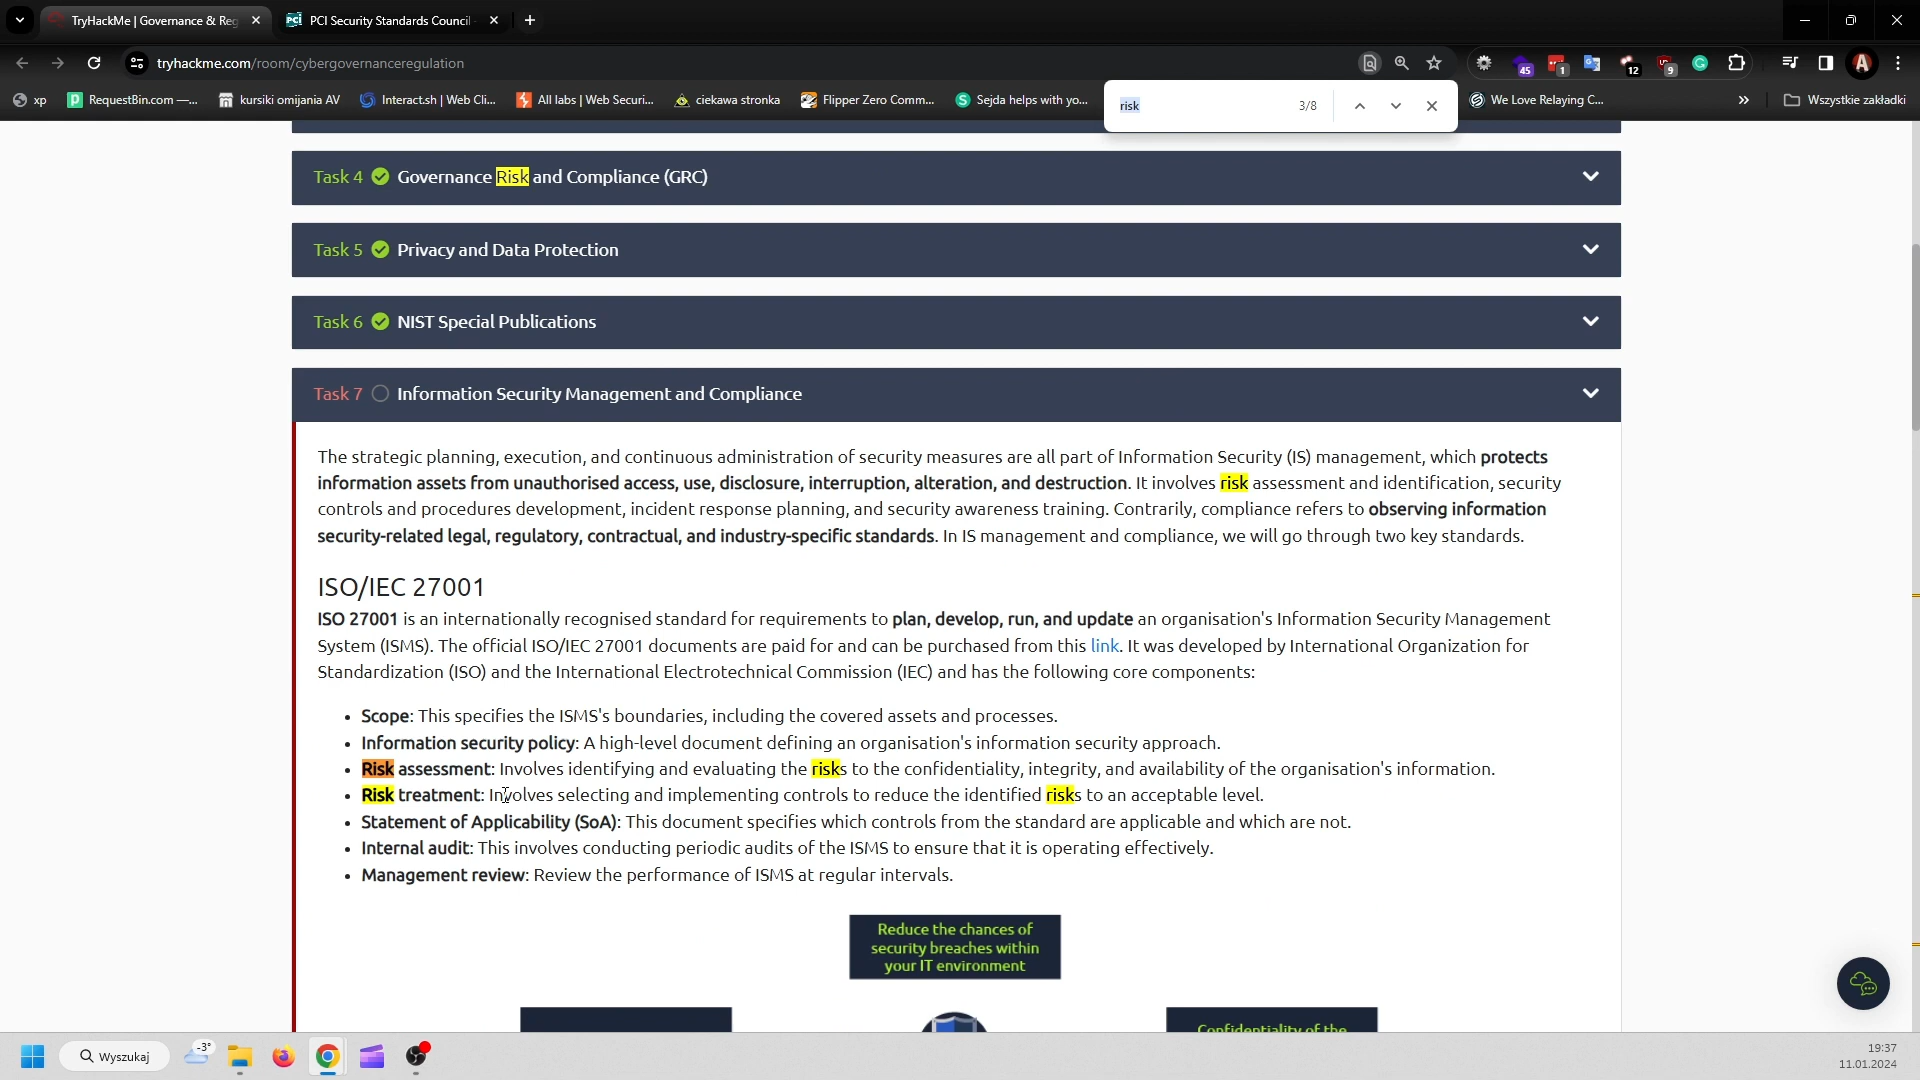 TryHackMe | Governance & Reg
PCI Security Standards Council
tryhackme.com/room/cybergovernanceregulation
45
1
12
9
A
xp
RequestBin.com —...
kursiki omijania AV
Interact.sh | Web Cli...
All labs | Web Securi...
ciekawa stronka
Flipper Zero Comm...
Sejda helps with yo...
risk
3/8
We Love Relaying C...
Wszystkie zakładki
Task 4 Governance Risk and Compliance (GRC)
Task 5 Privacy and Data Protection
Task 6 NIST Special Publications
Task 7 Information Security Management and Compliance
The strategic planning, execution, and continuous administration of security measures are all part of Information Security (IS) management, which protects
information assets from unauthorised access, use, disclosure, interruption, alteration, and destruction. It involves risk assessment and identification, security
controls and procedures development, incident response planning, and security awareness training. Contrarily, compliance refers to observing information
security-related legal, regulatory, contractual, and industry-specific standards. In IS management and compliance, we will go through two key standards.
ISO/IEC 27001
ISO 27001 is an internationally recognised standard for requirements to plan, develop, run, and update an organisation's Information Security Management
System (ISMS). The official ISO/IEC 27001 documents are paid for and can be purchased from this link. It was developed by International Organization for
Standardization (ISO) and the International Electrotechnical Commission (IEC) and has the following core components:
• Scope: This specifies the ISMS's boundaries, including the covered assets and processes.
• Information security policy: A high-level document defining an organisation's information security approach.
• Risk assessment: Involves identifying and evaluating the risks to the confidentiality, integrity, and availability of the organisation's information.
• Risk treatment: Involves selecting and implementing controls to reduce the identified risks to an acceptable level.
• Statement of Applicability (SoA): This document specifies which controls from the standard are applicable and which are not.
• Internal audit: This involves conducting periodic audits of the ISMS to ensure that it is operating effectively.
• Management review: Review the performance of ISMS at regular intervals.
Reduce the chances of
security breaches within
your IT environment
Confidentiality of the
Wyszukaj
-3°
19:37
11.01.2024